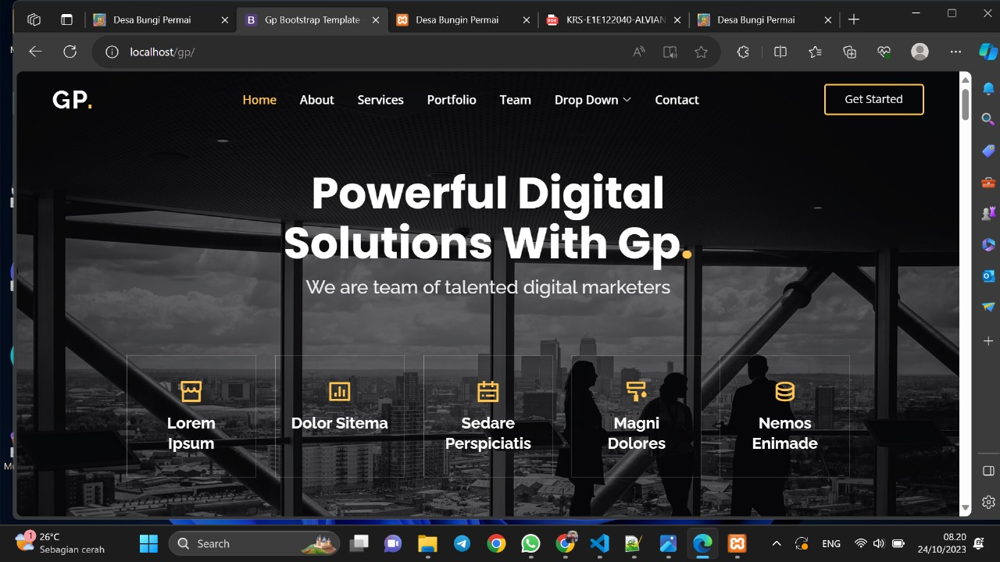 Desa Bungi Permai
Gp Bootstrap Template
Desa Bungin Permai
KRS-E1E122040-ALVIAN
Desa Bungi Permai
localhost/gp/
GP.
Home
About
Services
Portfolio
Team
Drop Down
Contact
Get Started
Powerful Digital
Solutions With Gp.
We are team of talented digital marketers
Lorem
Ipsum
Dolor Sitema
Sedare
Perspiciatis
Magni
Dolores
Nemos
Enimade
1
26°C
Sebagian cerah
Search
ENG
08.20
24/10/2023